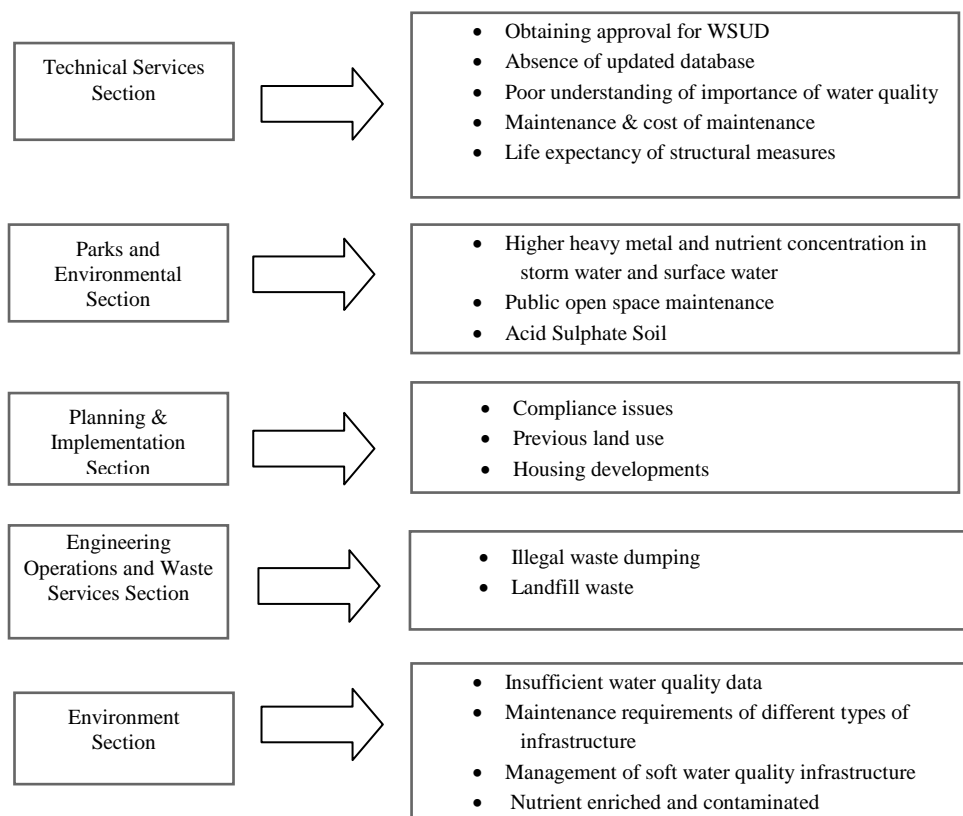 Technical Services
Section
• Obtaining approval for WSUD
• Absence of updated database
• Poor understanding of importance of water quality
• Maintenance & cost of maintenance
• Life expectancy of structural measures
Parks and
Environmental
Section
• Higher heavy metal and nutrient concentration in
storm water and surface water
• Public open space maintenance
• Acid Sulphate Soil
Planning &
Implementation
Section
• Compliance issues
• Previous land use
• Housing developments
Engineering
Operations and Waste
Services Section
• Illegal waste dumping
• Landfill waste
Environment
Section
• Insufficient water quality data
• Maintenance requirements of different types of
infrastructure
• Management of soft water quality infrastructure
• Nutrient enriched and contaminated